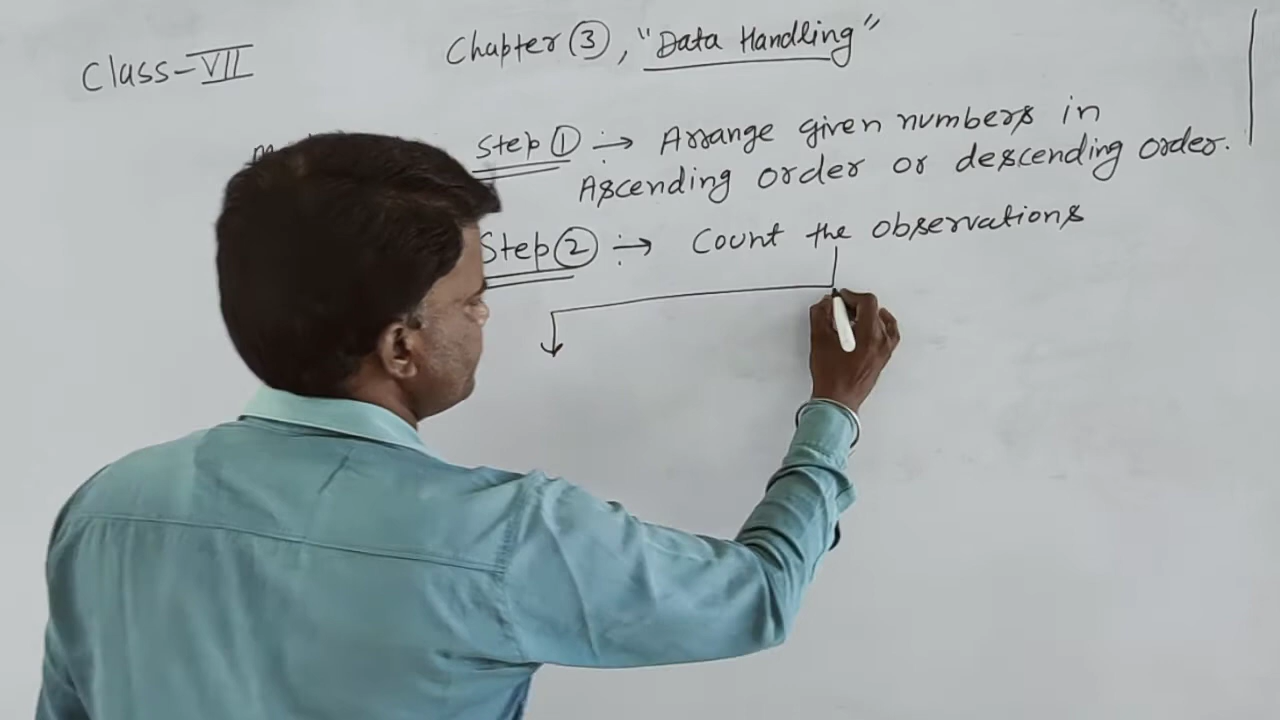 Class-VII
Chapter ③, "Data Handling"
Step ① :→ Arrange given numbers in
Ascending order or descending order.
Step ② :→ Count the observations